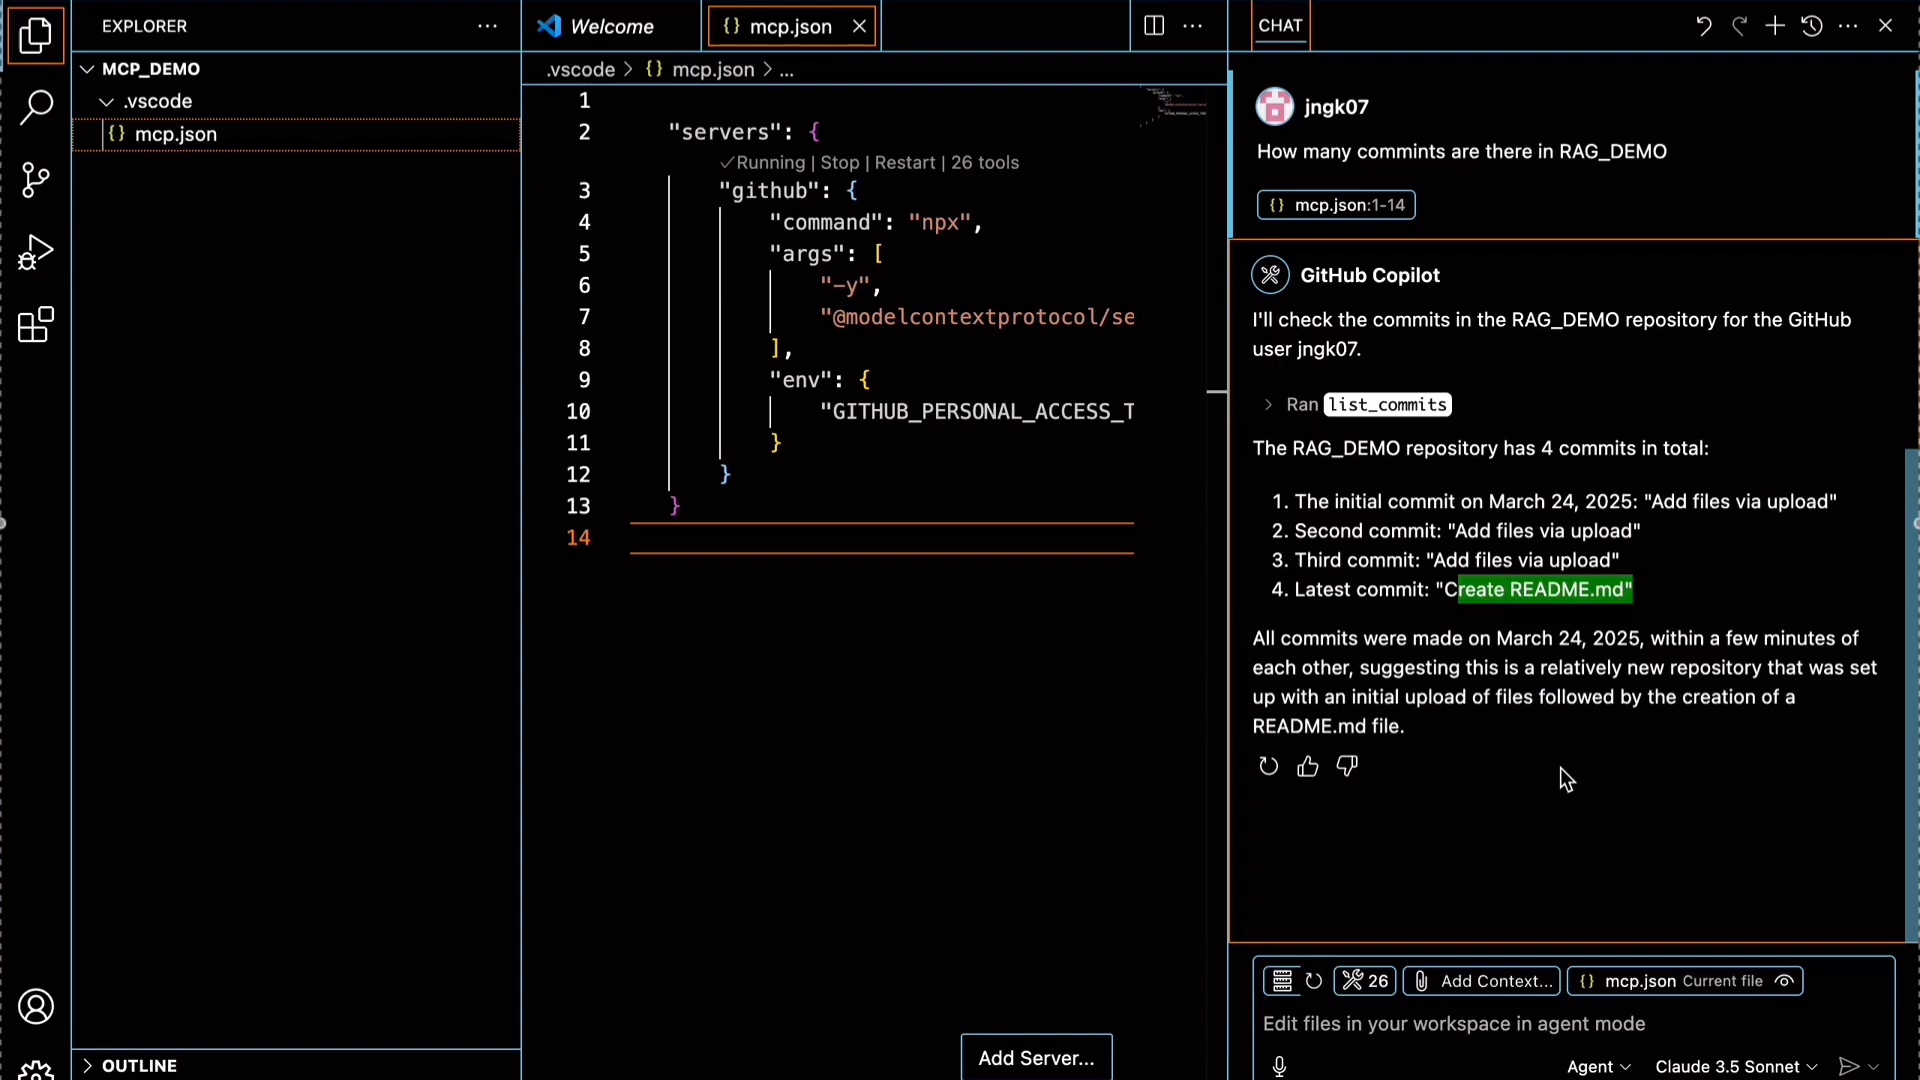 EXPLORER
MCP_DEMO
.vscode
{} mcp.json
OUTLINE
Welcome
{} mcp.json
.vscode > {} mcp.json > ...
1
2 "servers": {
✓Running | Stop | Restart | 26 tools
3 "github": {
4 "command": "npx",
5 "args": [
6 "-y",
7 "@modelcontextprotocol/se
8 ],
9 "env": {
10 "GITHUB_PERSONAL_ACCESS_T
11 }
12 }
13 }
14
Add Server...
CHAT
jngk07
How many commints are there in RAG_DEMO
{} mcp.json:1-14
GitHub Copilot
I'll check the commits in the RAG_DEMO repository for the GitHub
user jngk07.
> Ran list_commits
The RAG_DEMO repository has 4 commits in total:
1. The initial commit on March 24, 2025: "Add files via upload"
2. Second commit: "Add files via upload"
3. Third commit: "Add files via upload"
4. Latest commit: "Create README.md"
All commits were made on March 24, 2025, within a few minutes of
each other, suggesting this is a relatively new repository that was set
up with an initial upload of files followed by the creation of a
README.md file.
26 Add Context... {} mcp.json Current file
Edit files in your workspace in agent mode
Agent Claude 3.5 Sonnet